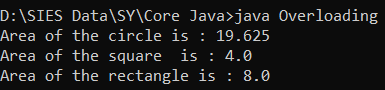 D:\SIES Data\SY\Core Java>java Overloading
Area of the circle is : 19.625
Area of the square  is : 4.0
Area of the rectangle is : 8.0